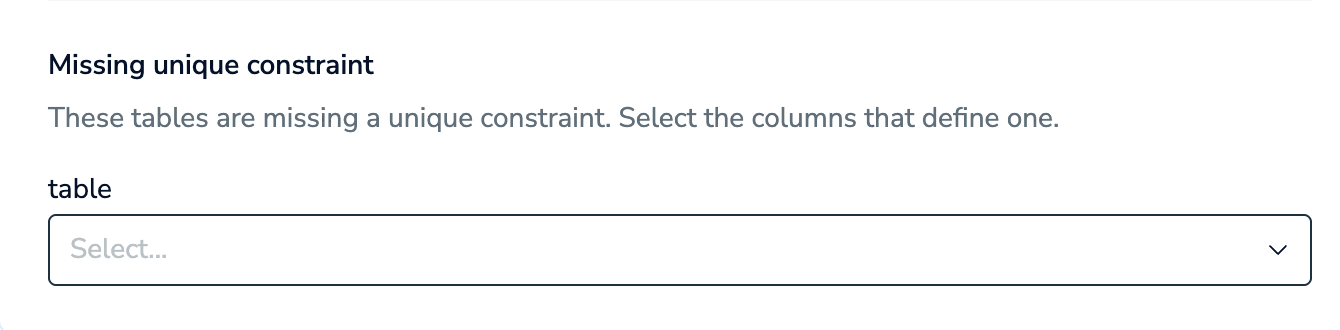 Missing unique constraint
These tables are missing a unique constraint. Select the columns that define one.
table
Select...